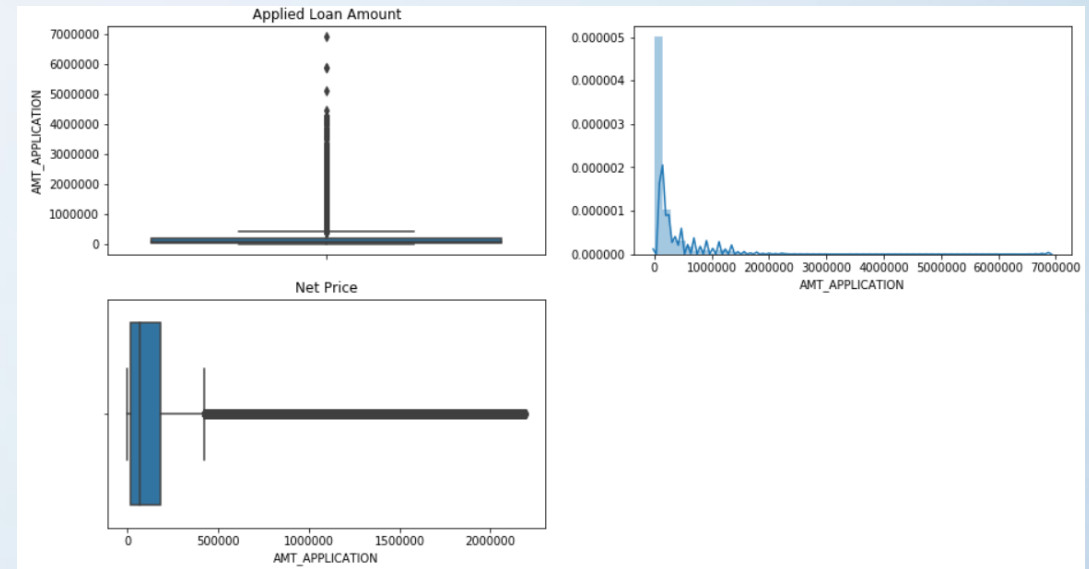 Applied Loan Amount
7000000
6000000
5000000
4000000
3000000
2000000
1000000
0
AMT_APPLICATION
0.000005
0.000004
0.000003
0.000002
0.000001
0.000000
0 1000000 2000000 3000000 4000000 5000000 6000000 7000000
AMT_APPLICATION
Net Price
0 500000 1000000 1500000 2000000
AMT_APPLICATION